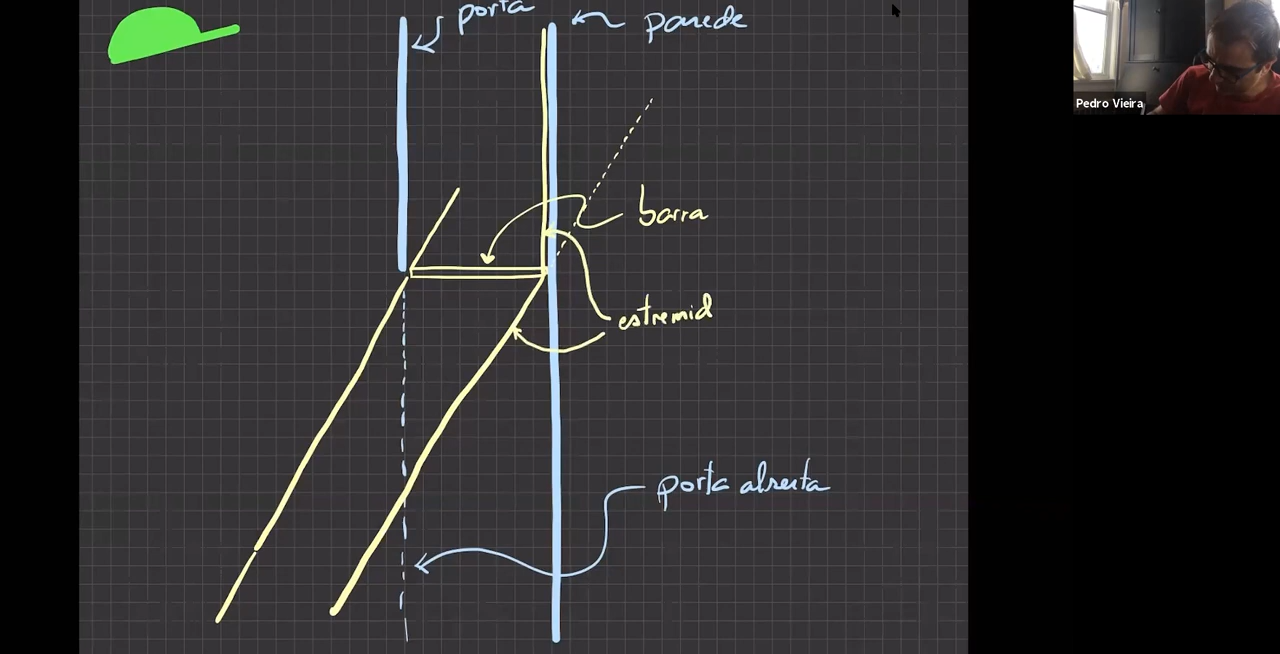 porta
parede
Pedro Vieira
barra
estremid
porta aberta